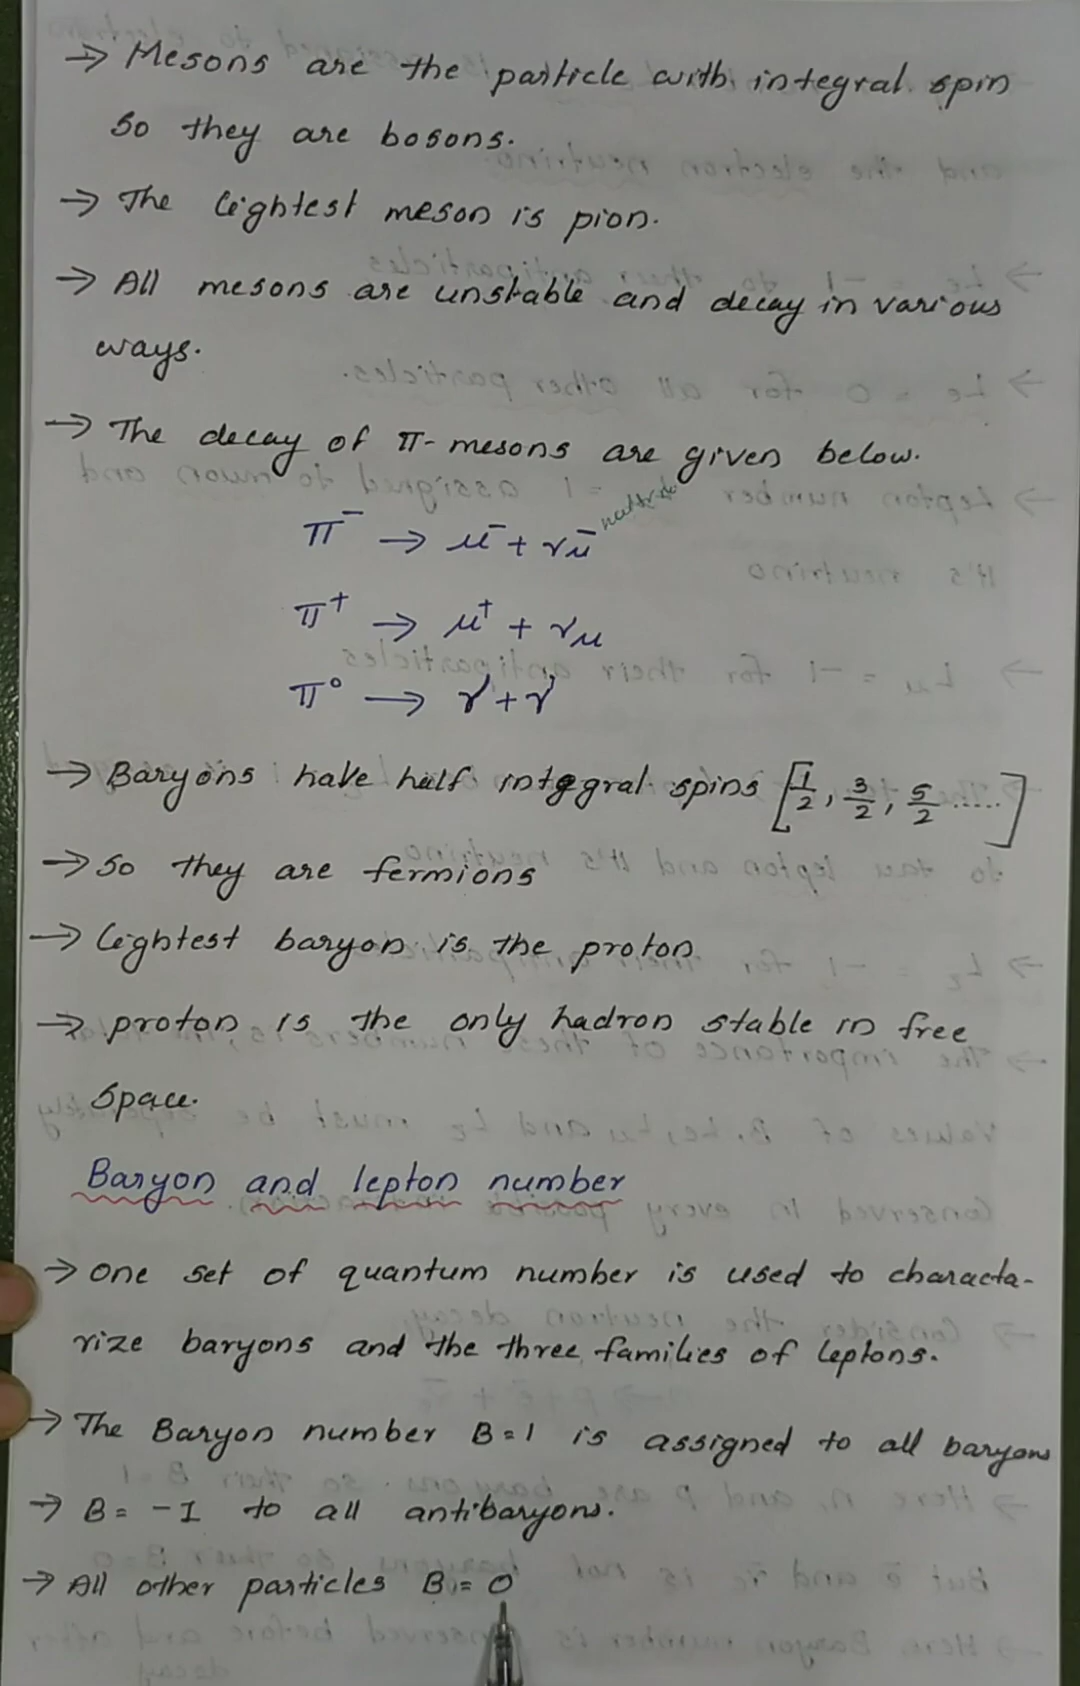 → Mesons are the particle with integral spin
so they are bosons.
→ The lightest meson is pion.
→ All mesons are unstable and decay in various
ways.
→ The decay of π- mesons are given below.
π⁻ → μ⁻ + ν̄μ
π⁺ → μ⁺ + νμ
π⁰ → γ + γ
→ Baryons have half integral spins [1/2, 3/2, 5/2 .....]
→ so they are fermions
→ lightest baryon is the proton
→ proton is the only hadron stable in free
space.
Baryon and lepton number
→ one set of quantum number is used to characta-
rize baryons and the three families of leptons.
→ The Baryon number B=1 is assigned to all baryons
→ B = -1 to all antibaryons.
→ All other particles B = 0